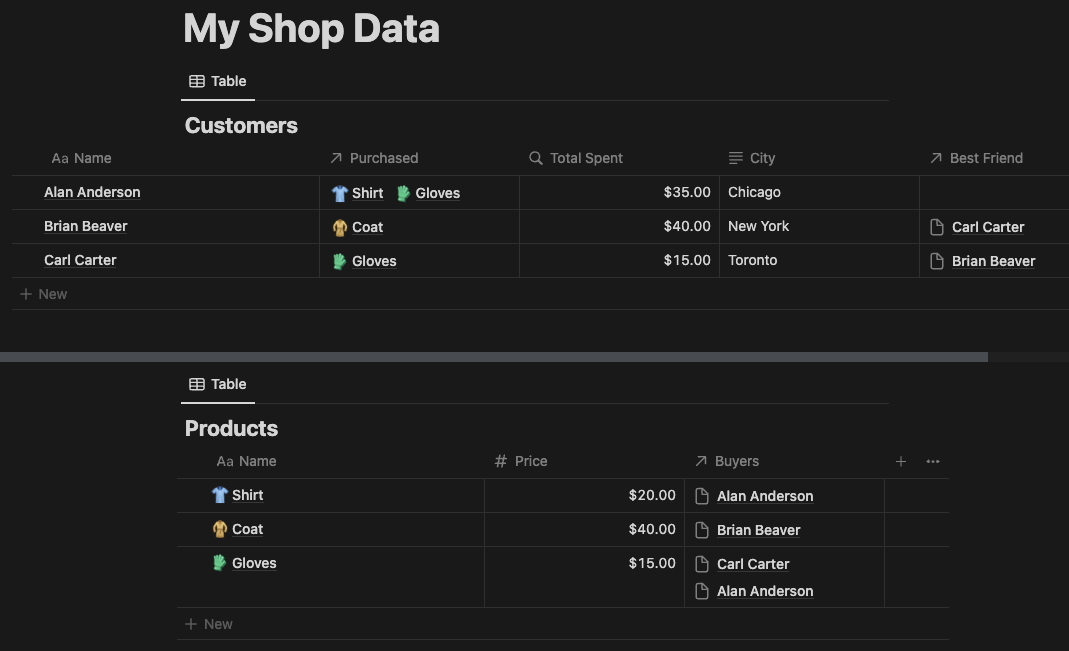 My Shop Data
Table
Customers
Aa Name Purchased Total Spent City Best Friend
Alan Anderson Shirt Gloves $35.00 Chicago
Brian Beaver Coat $40.00 New York Carl Carter
Carl Carter Gloves $15.00 Toronto Brian Beaver
+ New
Table
Products
Aa Name # Price Buyers + ...
Shirt $20.00 Alan Anderson
Coat $40.00 Brian Beaver
Gloves $15.00 Carl Carter
Alan Anderson
+ New